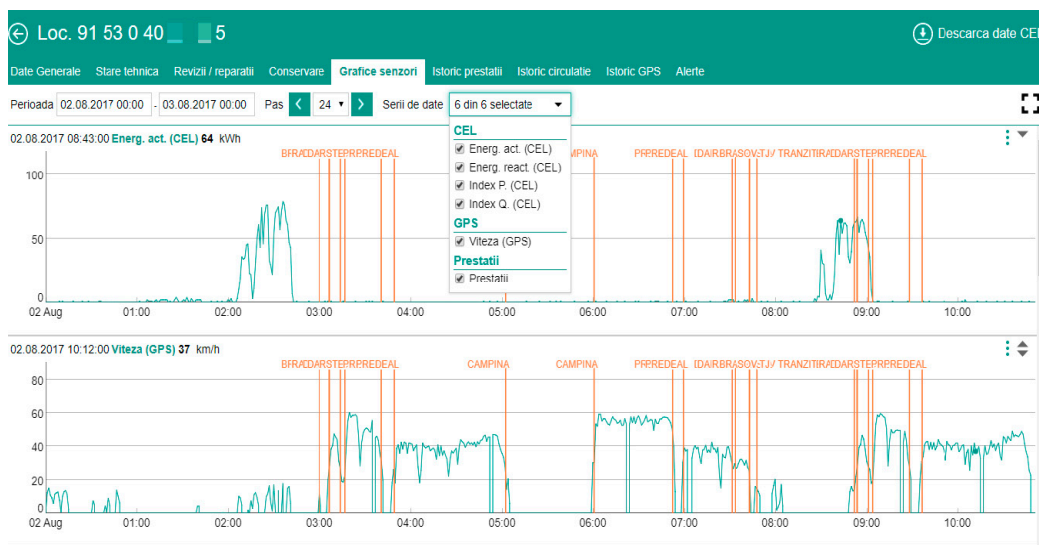 Loc. 91 53 0 40 5
Descarca date CEL
Date Generale Stare tehnica Revizii / reparatii Conservare Grafice senzori Istoric prestatii Istoric circulatie Istoric GPS Alerte
Perioada 02.08.2017 00:00 - 03.08.2017 00:00 Pas 24 Serii de date 6 din 6 selectate
CEL
Energ. act. (CEL)
Energ. react. (CEL)
Index P. (CEL)
Index Q. (CEL)
GPS
Viteza (GPS)
Prestatii
Prestatii
02.08.2017 08:43:00 Energ. act. (CEL) 64 kWh
PREDEAL MPINA PREDEAL BRASOV TRANZIT PREDEAL
100
50
0
02 Aug 01:00 02:00 03:00 04:00 05:00 06:00 07:00 08:00 09:00 10:00
02.08.2017 10:12:00 Viteza (GPS) 37 km/h
PREDEAL CAMPINA CAMPINA PREDEAL BRASOV TRANZIT PREDEAL
80
60
40
20
0
02 Aug 01:00 02:00 03:00 04:00 05:00 06:00 07:00 08:00 09:00 10:00